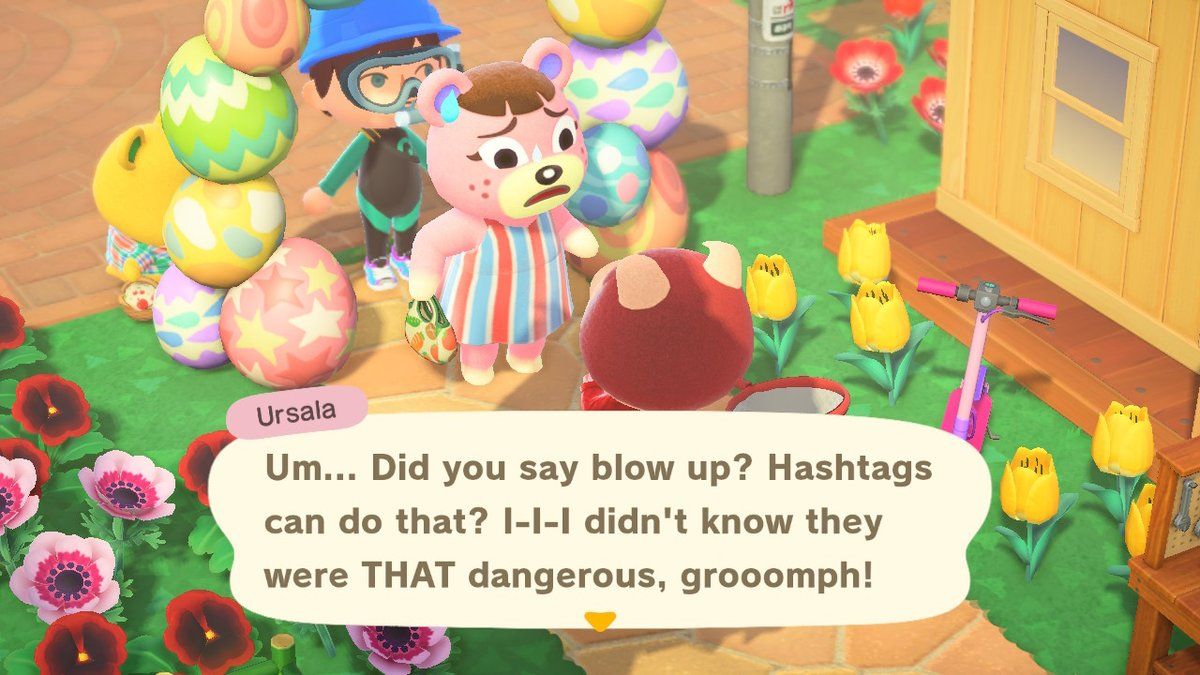 Ursala
Um... Did you say blow up? Hashtags
can do that? I-I-I didn't know they
were THAT dangerous, grooomph!